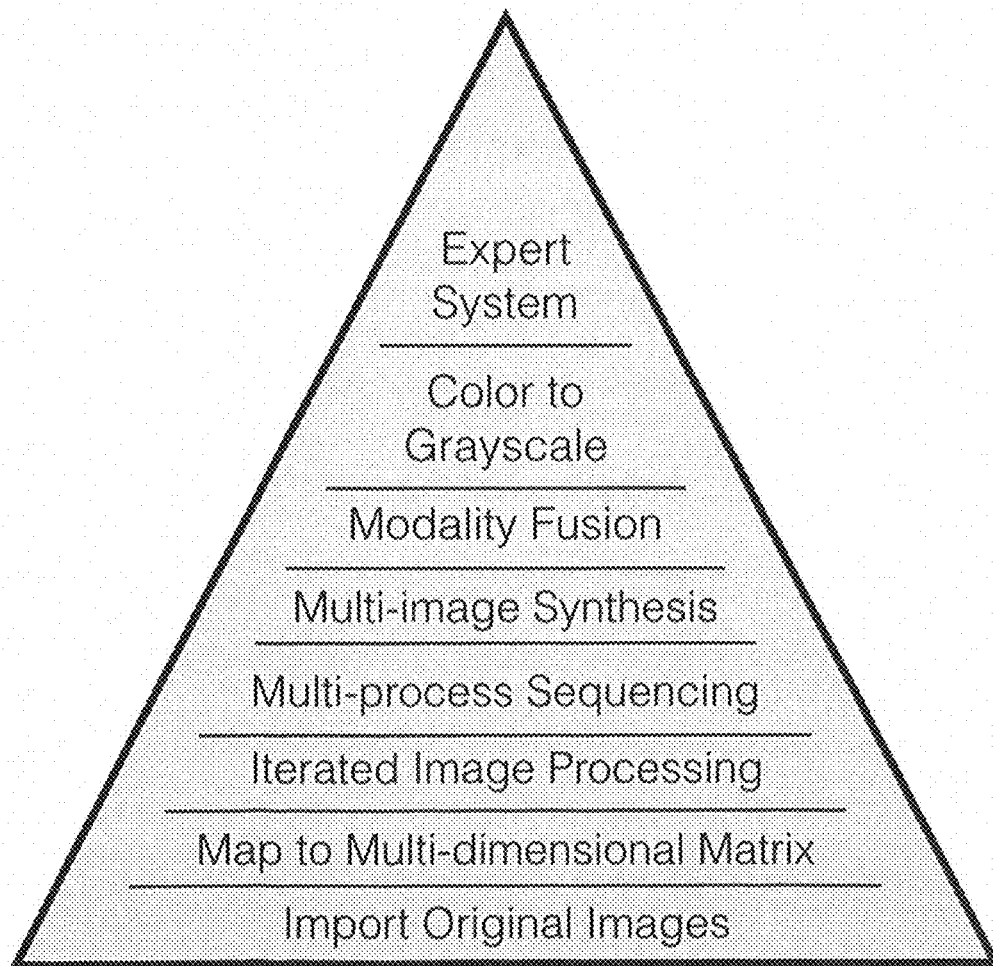 Expert
System
Color to
Grayscale
Modality Fusion
Multi-image Synthesis
Multi-process Sequencing
Iterated Image Processing
Map to Multi-dimensional Matrix
Import Original Images